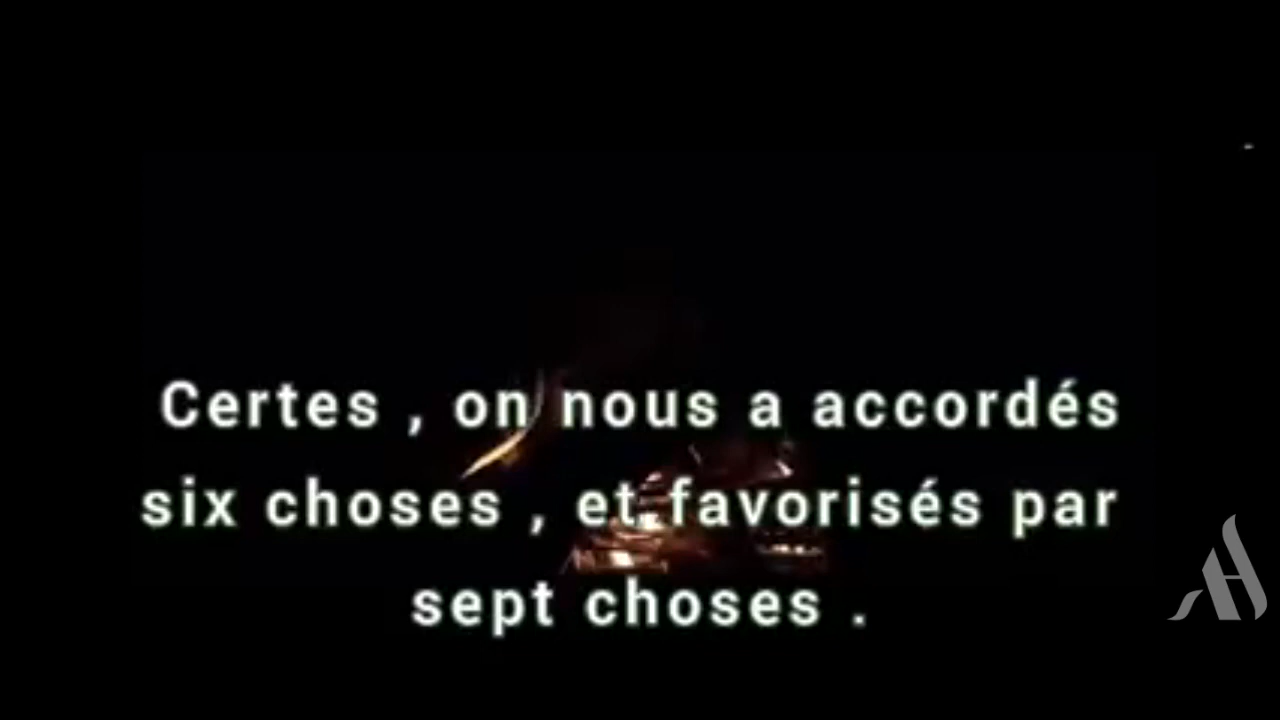 Certes , on nous a accordés
six choses , et favorisés par
sept choses .